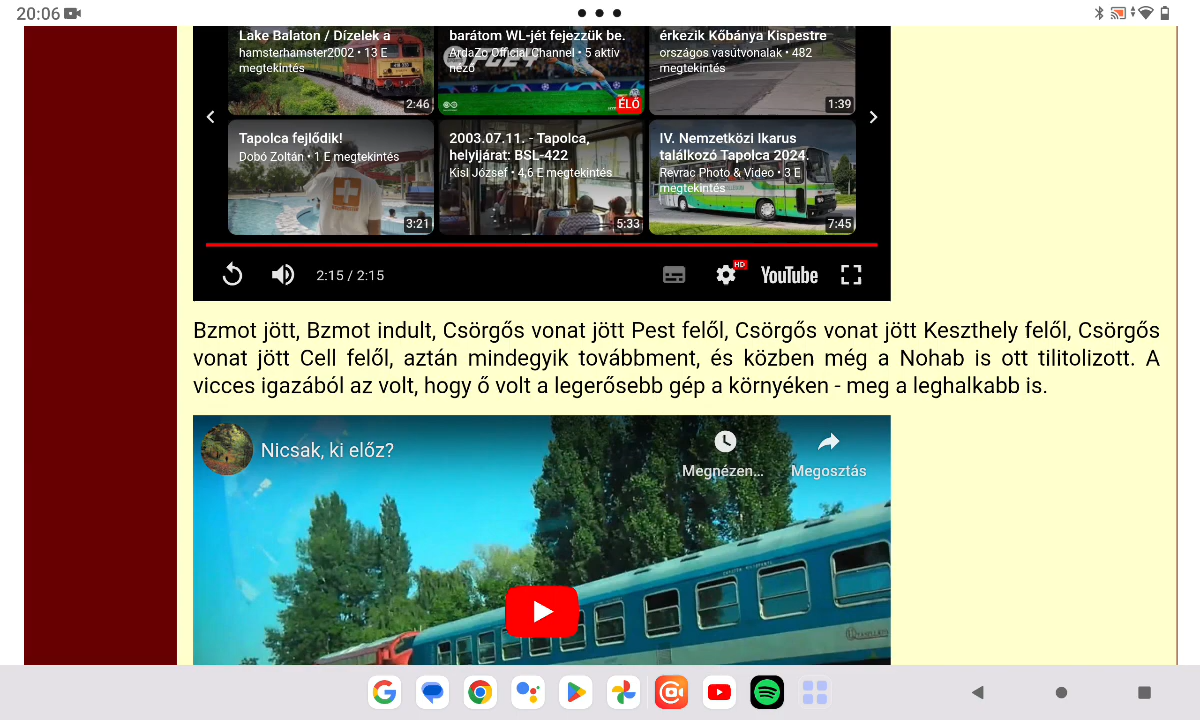 20:06
Lake Balaton / Dízelek a
hamsterhamster2002 • 13 E
megtekintés
2:46
barátom WL-jét fejezzük be.
ArdaZo Official Channel • 5 aktív
néző
ÉLŐ
érkezik Kőbánya Kispestre
országos vasútvonalak • 482
megtekintés
1:39
Tapolca fejlődik!
Dobó Zoltán • 1 E megtekintés
3:21
2003.07.11. - Tapolca,
helyijárat: BSL-422
Kisl József • 4,6 E megtekintés
5:33
IV. Nemzetközi Ikarus
találkozó Tapolca 2024.
Revrac Photo & Video • 3 E
megtekintés
7:45
2:15 / 2:15
HD
YouTube
Bzmot jött, Bzmot indult, Csörgős vonat jött Pest felől, Csörgős vonat jött Keszthely felől, Csörgős
vonat jött Cell felől, aztán mindegyik továbbment, és közben még a Nohab is ott tilitolizott. A
vicces igazából az volt, hogy ő volt a legerősebb gép a környéken - meg a leghalkabb is.
Nicsak, ki előz?
Megnézen...
Megosztás